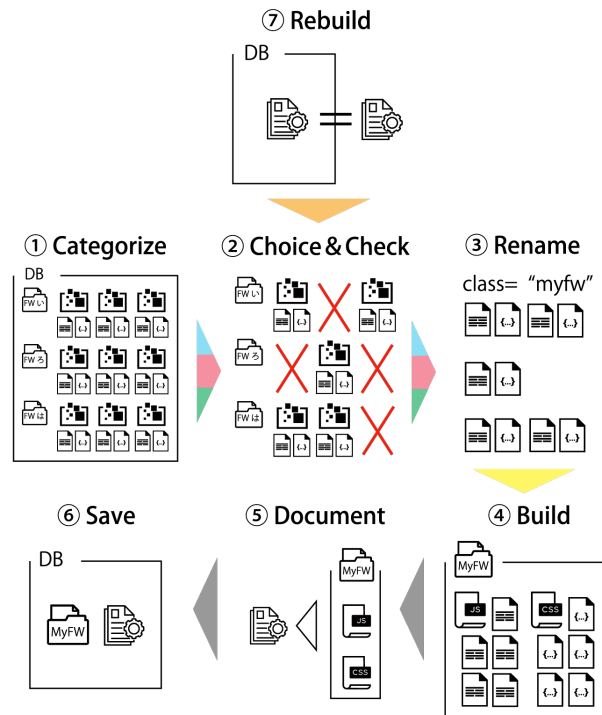 ⑦ Rebuild
DB
① Categorize
② Choice & Check
③ Rename
DB
FW い
FW ろ
FW は
FW い
FW ろ
FW は
class= “myfw”
{...} {...} {...}
{...} {...} {...}
{...} {...} {...}
{...} {...}
{...}
{...} {...}
{...} {...}
{...}
{...} {...}
⑥ Save
⑤ Document
④ Build
DB
MyFW
MyFW
JS
CSS
MyFW
JS CSS {...}
{...} {...}
{...} {...}